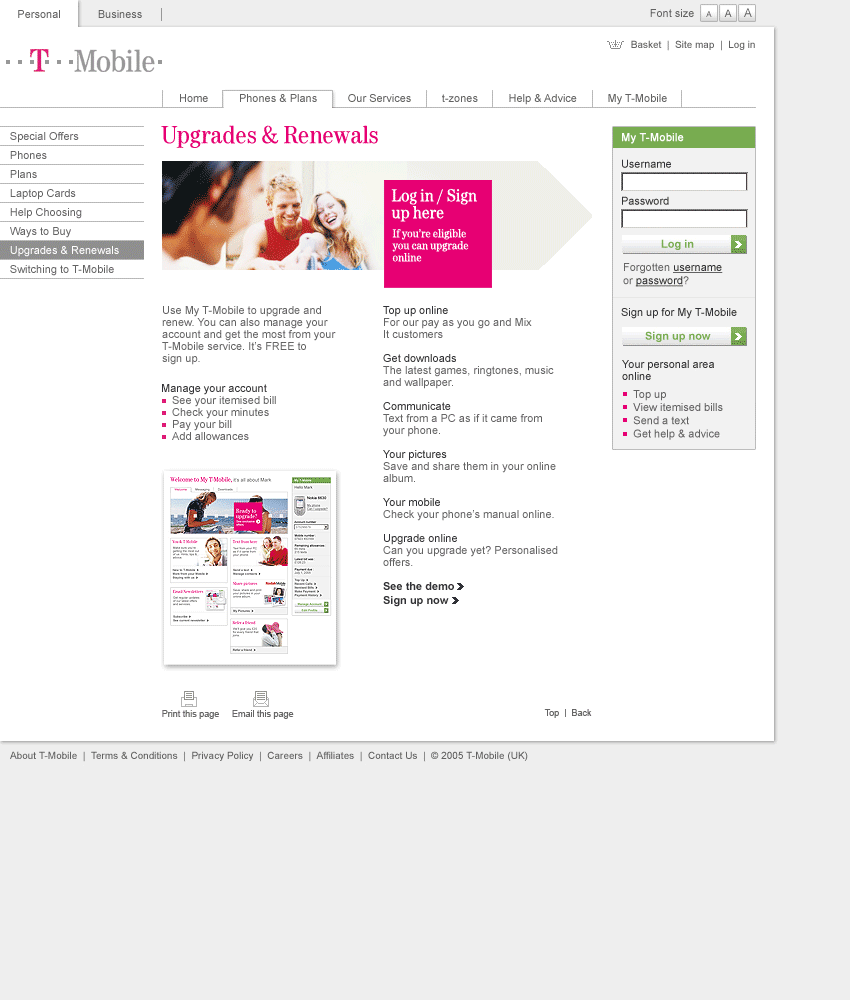 Personal
Business
Font size A A A
Basket | Site map | Log in
T-Mobile
Home
Phones & Plans
Our Services
t-zones
Help & Advice
My T-Mobile
Special Offers
Phones
Plans
Laptop Cards
Help Choosing
Ways to Buy
Upgrades & Renewals
Switching to T-Mobile
Upgrades & Renewals
Log in / Sign
up here
If you're eligible
you can upgrade
online
Use My T-Mobile to upgrade and
renew. You can also manage your
account and get the most from your
T-Mobile service. It's FREE to
sign up.
Manage your account
See your itemised bill
Check your minutes
Pay your bill
Add allowances
Welcome to My T-Mobile, it's all about Mark
Ready to
upgrade?
Top up online
For our pay as you go and Mix
It customers
Get downloads
The latest games, ringtones, music
and wallpaper.
Communicate
Text from a PC as if it came from
your phone.
Your pictures
Save and share them in your online
album.
Your mobile
Check your phone's manual online.
Upgrade online
Can you upgrade yet? Personalised
offers.
See the demo
Sign up now
My T-Mobile
Username
Password
Log in
Forgotten username
or password?
Sign up for My T-Mobile
Sign up now
Your personal area
online
Top up
View itemised bills
Send a text
Get help & advice
Print this page
Email this page
Top | Back
About T-Mobile | Terms & Conditions | Privacy Policy | Careers | Affiliates | Contact Us | © 2005 T-Mobile (UK)